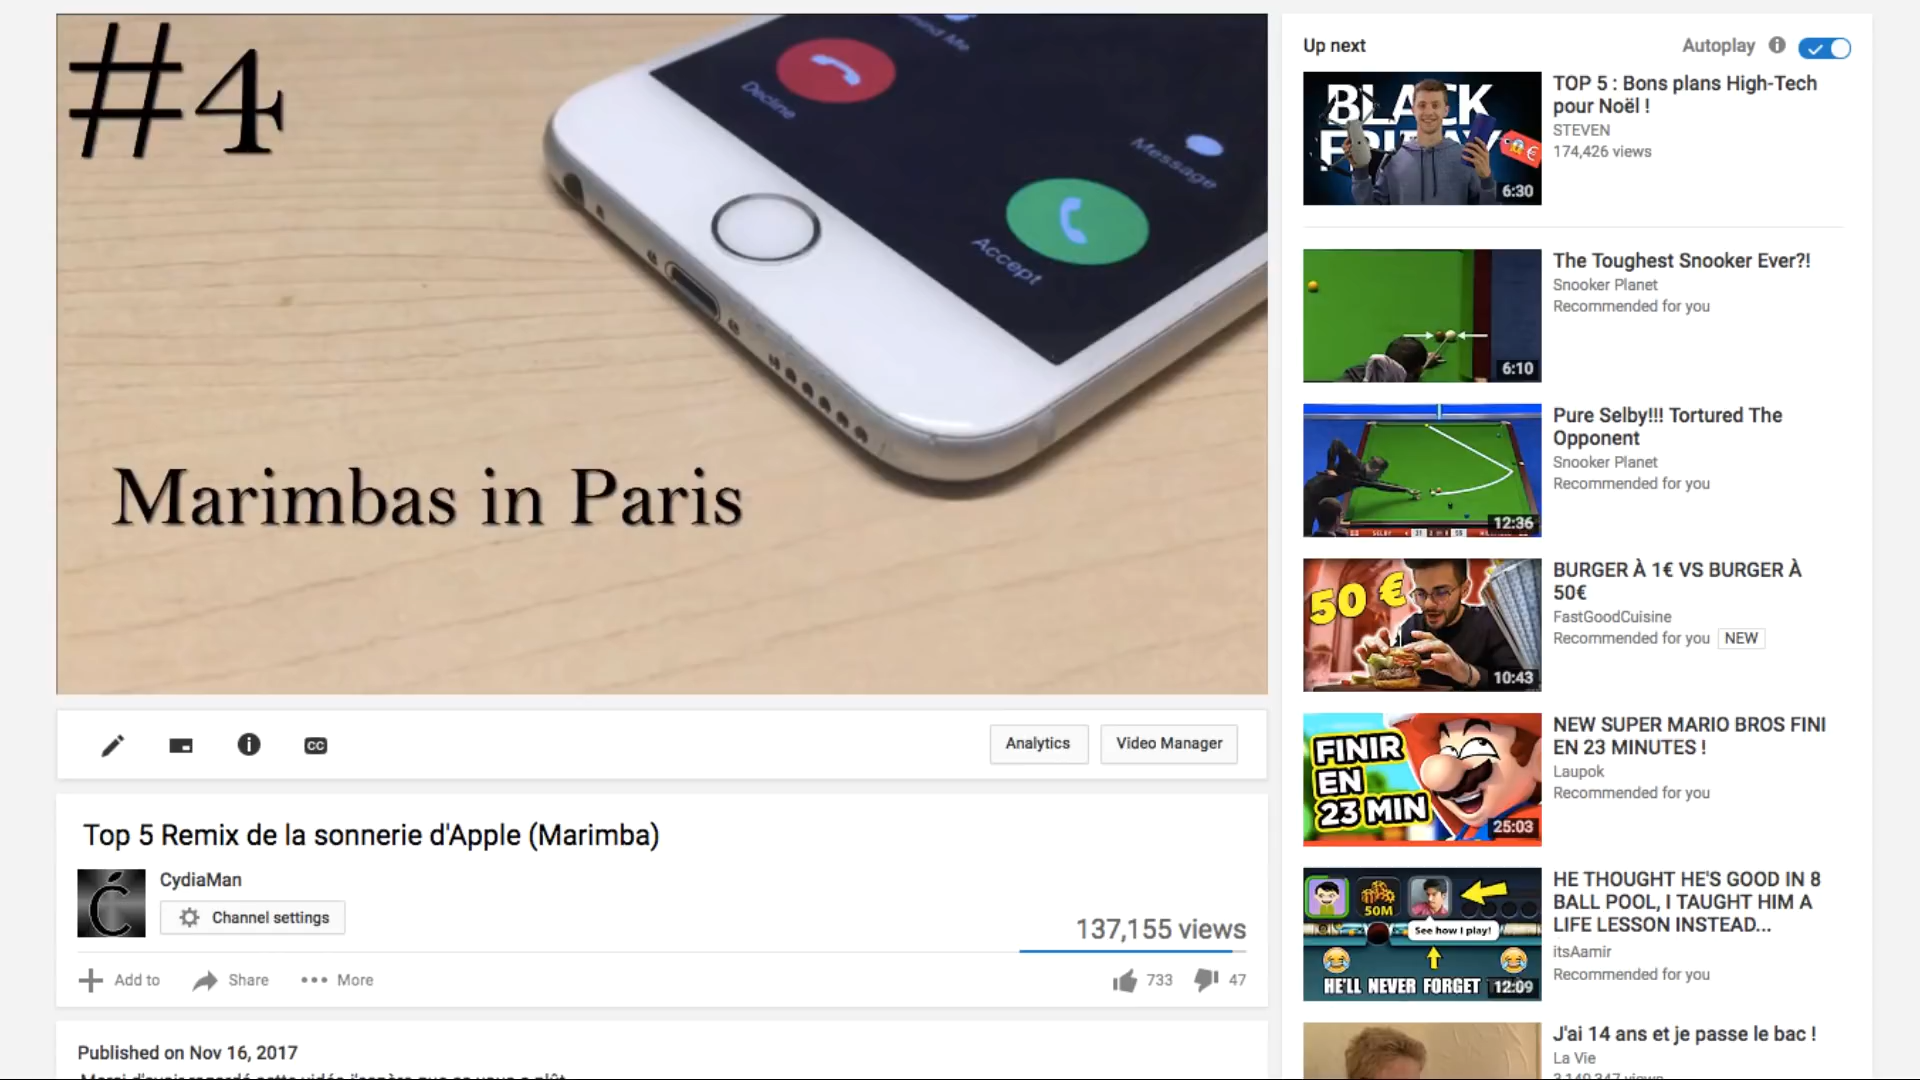 #4
Decline
Message
Accept
Marimbas in Paris
Analytics
Video Manager
Top 5 Remix de la sonnerie d'Apple (Marimba)
CydiaMan
Channel settings
137,155 views
Add to
Share
More
733
47
Published on Nov 16, 2017
Up next
Autoplay
BLACK
FRIDAY
€
6:30
TOP 5 : Bons plans High-Tech
pour Noël !
STEVEN
174,426 views
6:10
The Toughest Snooker Ever?!
Snooker Planet
Recommended for you
SELBY
12:36
Pure Selby!!! Tortured The
Opponent
Snooker Planet
Recommended for you
50 €
10:43
BURGER À 1€ VS BURGER À
50€
FastGoodCuisine
Recommended for you NEW
FINIR
EN
23 MIN
25:03
NEW SUPER MARIO BROS FINI
EN 23 MINUTES !
Laupok
Recommended for you
50M
See how I play!
HE'LL NEVER FORGET
12:09
HE THOUGHT HE'S GOOD IN 8
BALL POOL, I TAUGHT HIM A
LIFE LESSON INSTEAD...
itsAamir
Recommended for you
J'ai 14 ans et je passe le bac !
La Vie